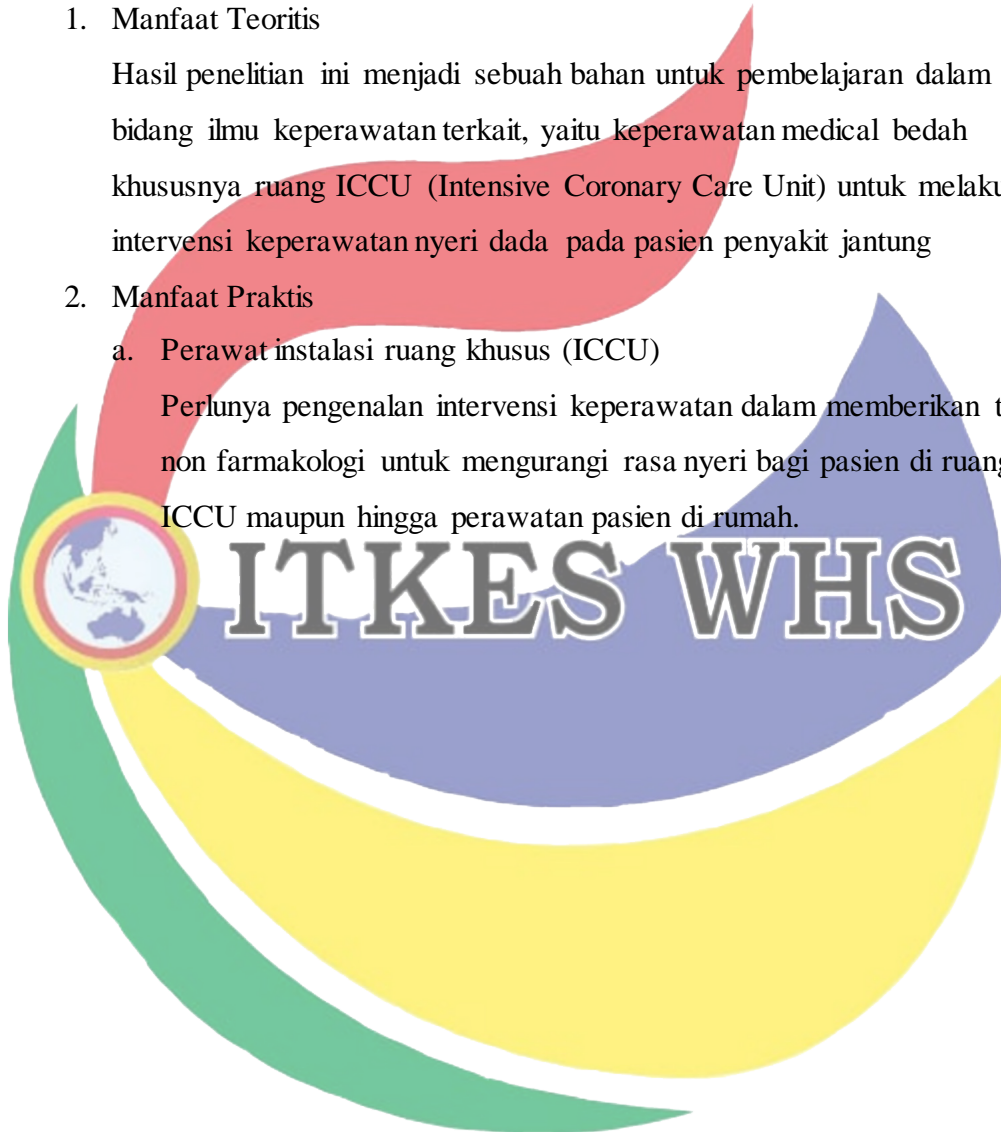 1. Manfaat Teoritis
Hasil penelitian ini menjadi sebuah bahan untuk pembelajaran dalam
bidang ilmu keperawatan terkait, yaitu keperawatan medical bedah
khususnya ruang ICCU (Intensive Coronary Care Unit) untuk melaku
intervensi keperawatan nyeri dada pada pasien penyakit jantung
2. Manfaat Praktis
a. Perawat instalasi ruang khusus (ICCU)
Perlunya pengenalan intervensi keperawatan dalam memberikan t
non farmakologi untuk mengurangi rasa nyeri bagi pasien di ruang
ICCU maupun hingga perawatan pasien di rumah.
ITKES WHS